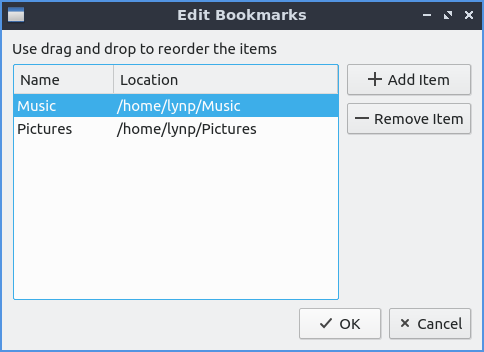 Edit Bookmarks
Use drag and drop to reorder the items
Name Location
Music /home/lynp/Music
Pictures /home/lynp/Pictures
Add Item
Remove Item
OK Cancel